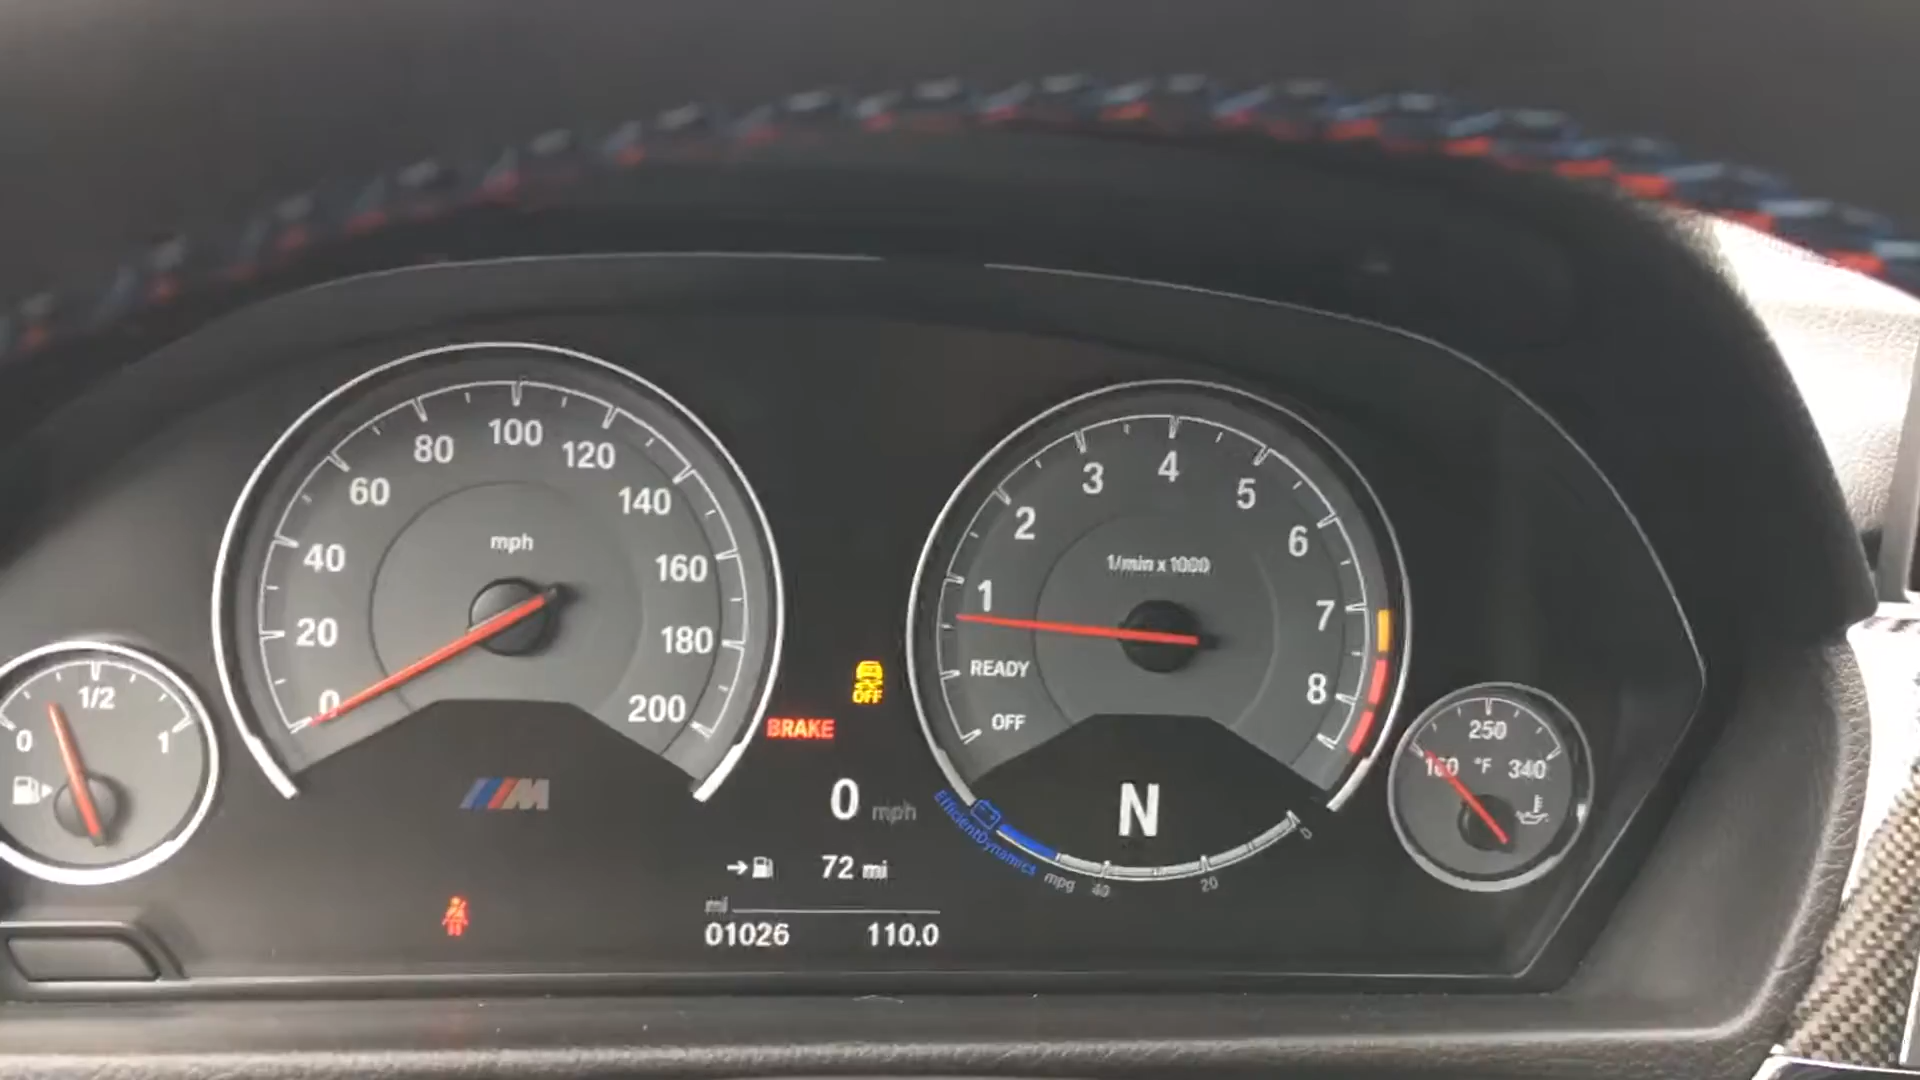 0 20 40 60 80 100 120 140 160 180 200
mph
OFF READY 1 2 3 4 5 6 7 8
1/min x 1000
0 1/2 1
OFF
BRAKE
M
0 mph
N
160 250 340
°F
72 mi
EfficientDynamics
mpg 40 20 0
mi
01026 110.0